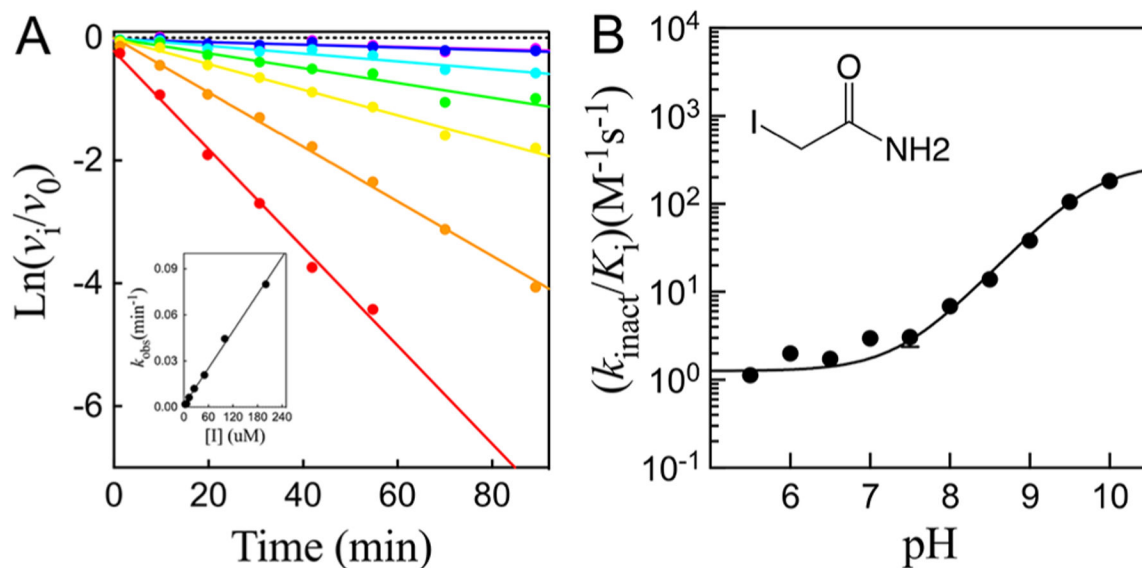 A
Ln(vi/v0)
0
-2
-4
-6
0 20 40 60 80
Time (min)
kobs(min-1)
0.09
0.06
0.03
0.00
0 60 120 180 240
[I] (uM)
B
(kinact/Ki)(M-1s-1)
10^4
10^3
10^2
10^1
10^0
10^-1
6 7 8 9 10
pH
O
I
NH2